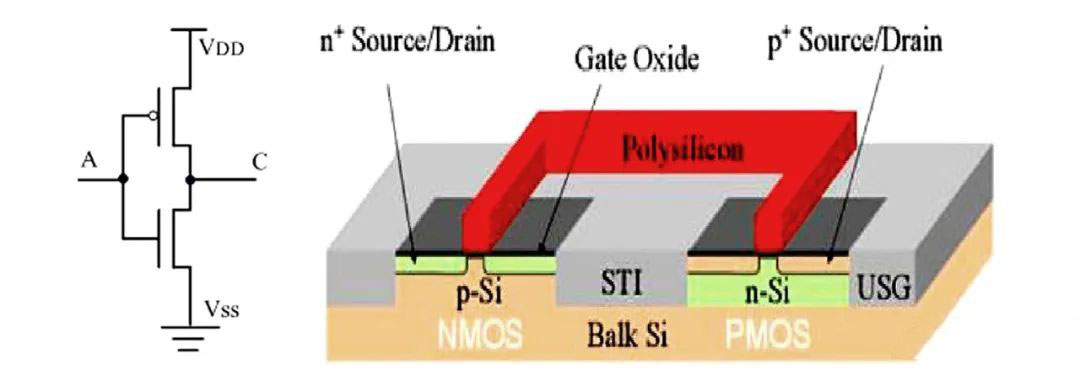 VDD
A
C
VSS
n+ Source/Drain
Gate Oxide
p+ Source/Drain
Polysilicon
p-Si
STI
n-Si
USG
NMOS
Balk Si
PMOS